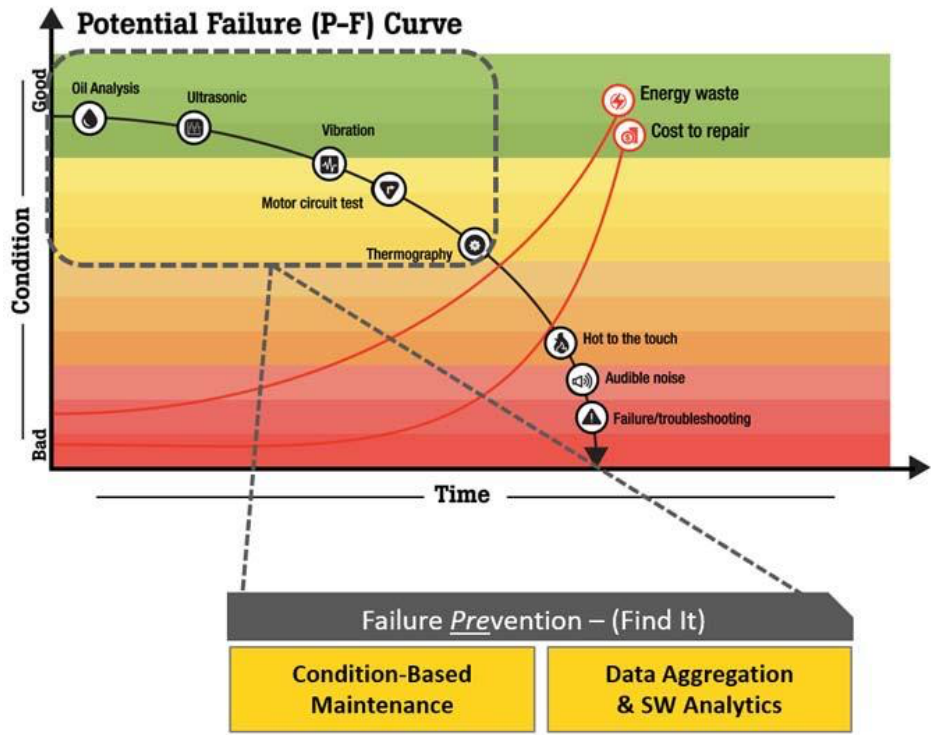 Potential Failure (P–F) Curve
Good
Condition
Bad
Oil Analysis
Ultrasonic
Vibration
Motor circuit test
Thermography
Energy waste
Cost to repair
Hot to the touch
Audible noise
Failure/troubleshooting
Time
Failure Prevention – (Find It)
Condition-Based
Maintenance
Data Aggregation
& SW Analytics